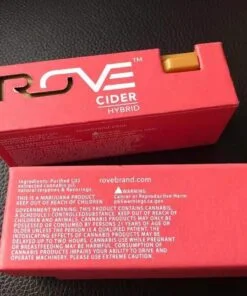 ROVE™
CIDER
HYBRID
Ingredients: Purified CO2
extracted cannabis oil,
natural terpenes & flavorings.
THIS IS A MARIJUANA PRODUCT
KEEP OUT OF REACH OF CHILDREN
rovebrand.com
WARNING:
Cancer or Reproductive Harm
p65warnings.ca.gov
GOVERNMENT WARNING: THIS PRODUCT CONTAINS CANNABIS,
A SCHEDULE I CONTROLLED SUBSTANCE. KEEP OUT OF REACH OF
CHILDREN AND ANIMALS. CANNABIS PRODUCTS MAY ONLY BE
POSSESSED OR CONSUMED BY PERSONS 21 YEARS OF AGE OR
OLDER UNLESS THE PERSON IS A QUALIFIED PATIENT. THE
INTOXICATING EFFECTS OF CANNABIS PRODUCTS MAY BE
DELAYED UP TO TWO HOURS. CANNABIS USE WHILE PREGNANT
OR BREASTFEEDING MAY BE HARMFUL. CONSUMPTION OF
CANNABIS PRODUCTS IMPAIRS YOUR ABILITY TO DRIVE AND
OPERATE MACHINERY. PLEASE USE EXTREME CAUTION.